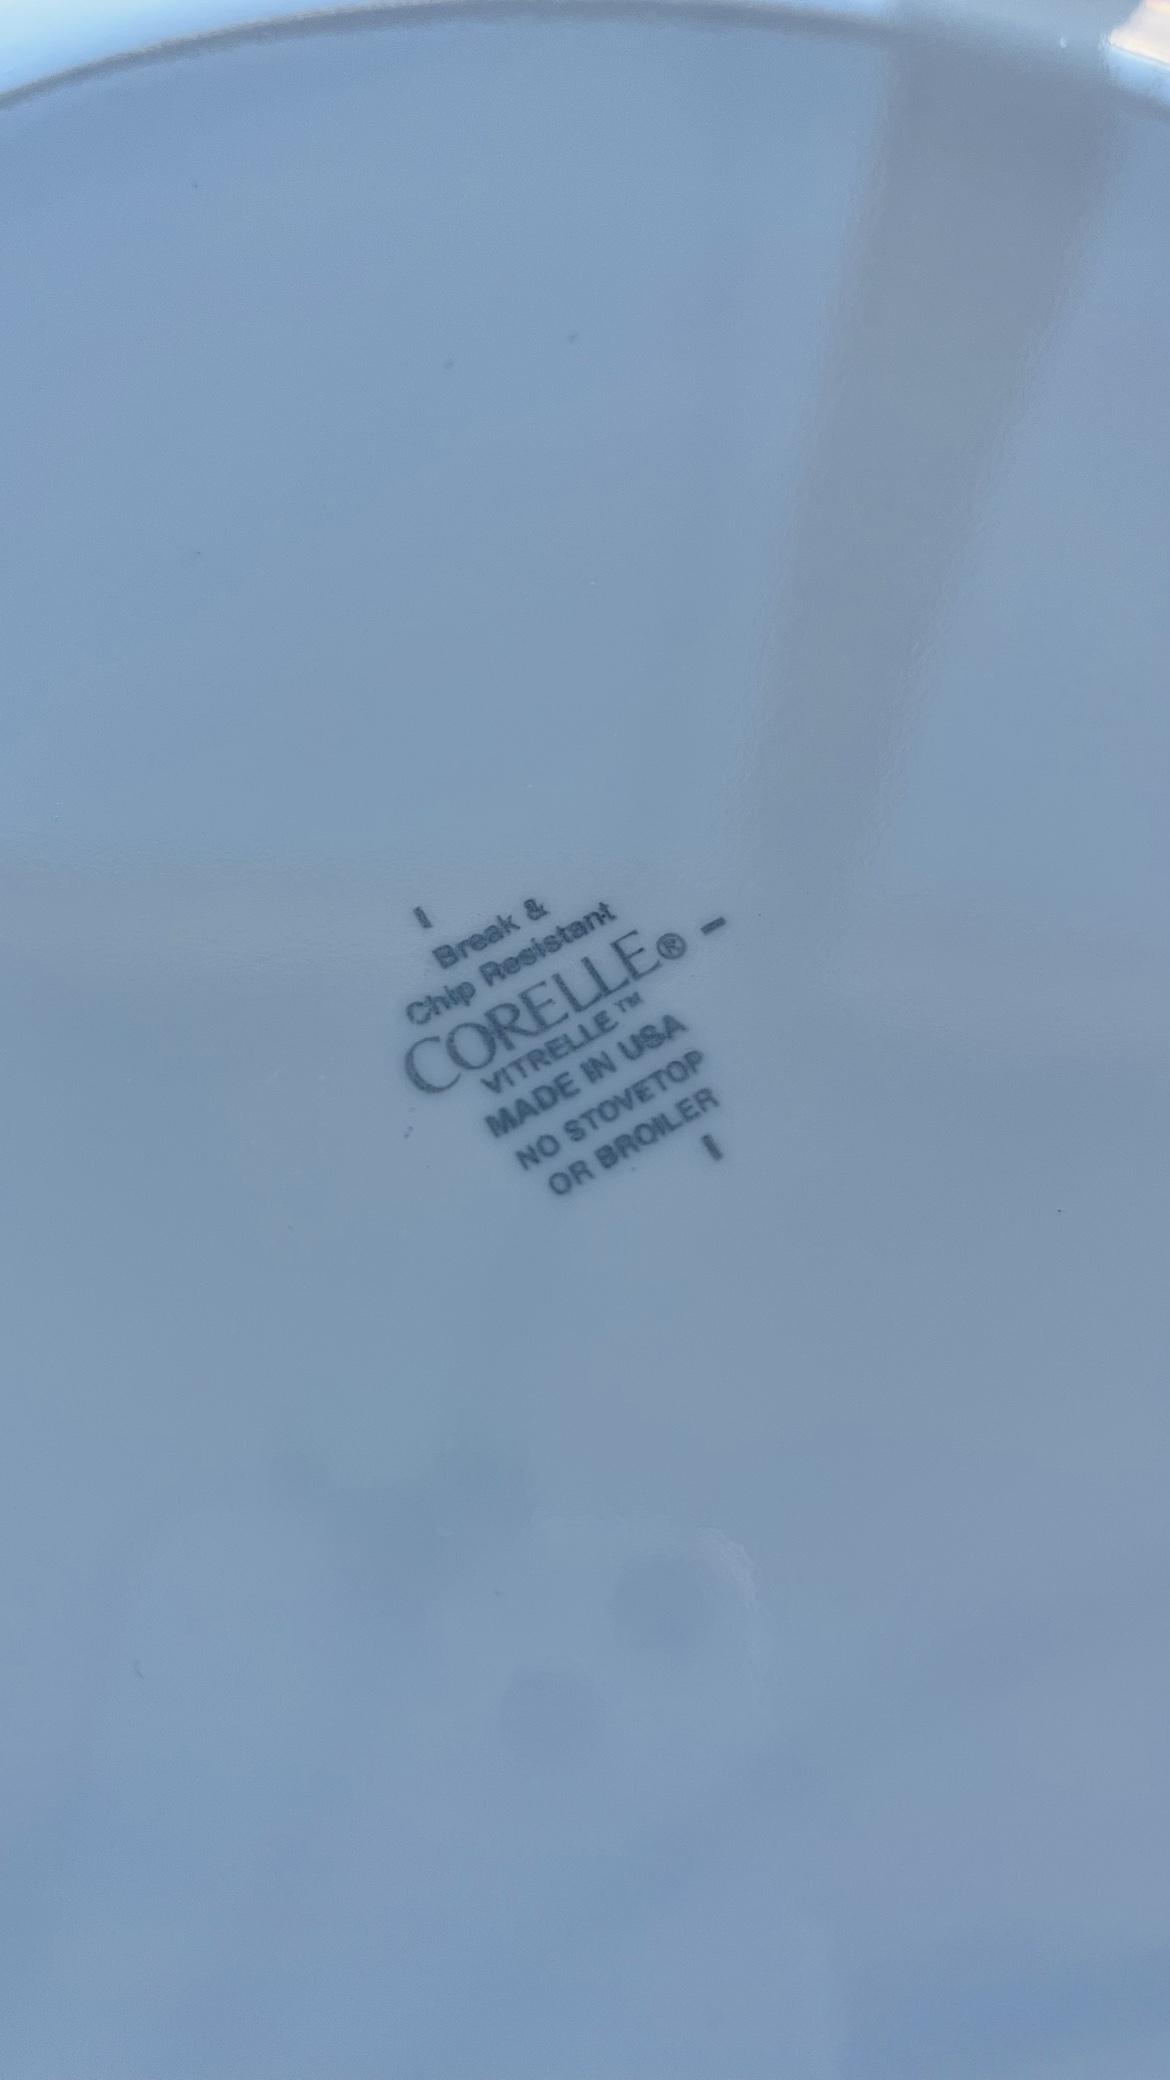 Break &
Chip Resistant
CORELLE®
VITRELLE™
MADE IN USA
NO STOVETOP
OR BROILER